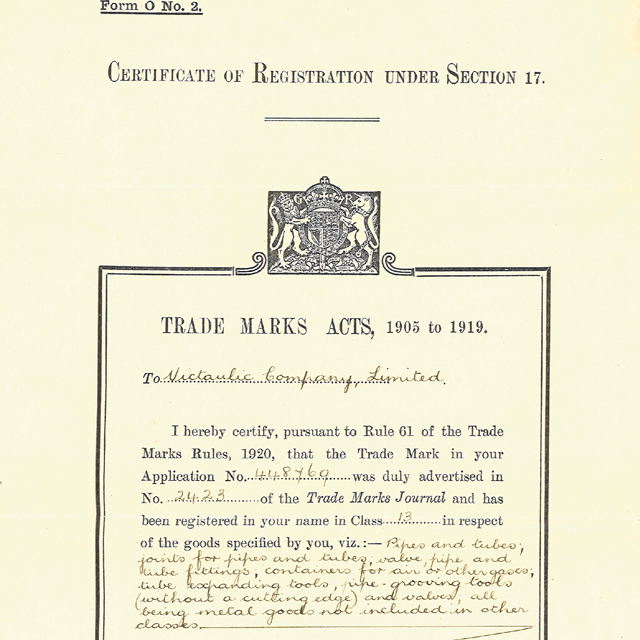 Form O No. 2.
CERTIFICATE OF REGISTRATION UNDER SECTION 17.
G R
TRADE MARKS ACTS, 1905 to 1919.
To Victaulic Company, Limited.
I hereby certify, pursuant to Rule 61 of the Trade
Marks Rules, 1920, that the Trade Mark in your
Application No. 448769 was duly advertised in
No. 2423 of the Trade Marks Journal and has
been registered in your name in Class 13 in respect
of the goods specified by you, viz.:— Pipes and tubes;
joints for pipes and tubes; valve, pipe and
tube fittings; containers for air or other gases;
tube expanding tools, pipe-grooving tools
(without a cutting edge) and valves, all
being metal goods not included in other
classes.